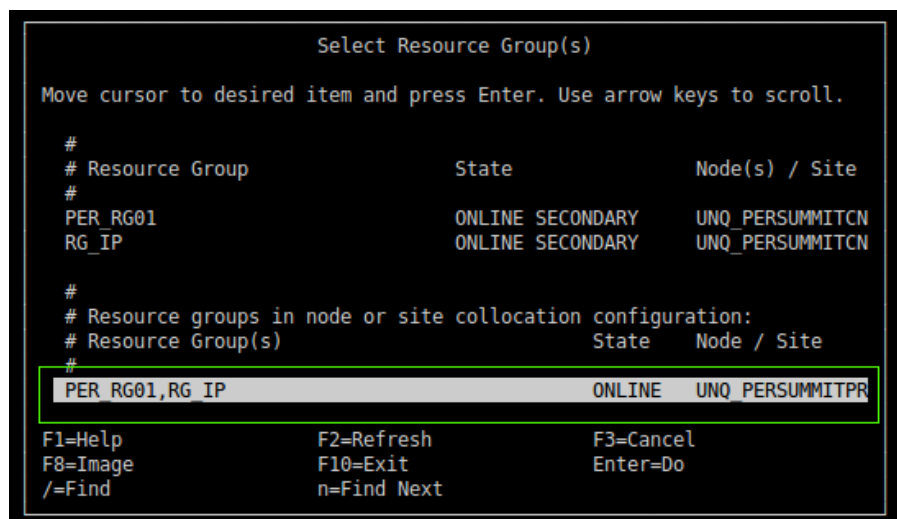 Select Resource Group(s)
Move cursor to desired item and press Enter. Use arrow keys to scroll.
#
# Resource Group State Node(s) / Site
#
PER_RG01 ONLINE SECONDARY UNQ_PERSUMMITCN
RG_IP ONLINE SECONDARY UNQ_PERSUMMITCN
#
# Resource groups in node or site collocation configuration:
# Resource Group(s) State Node / Site
#
PER_RG01,RG_IP ONLINE UNQ_PERSUMMITPR
F1=Help F2=Refresh F3=Cancel
F8=Image F10=Exit Enter=Do
/=Find n=Find Next